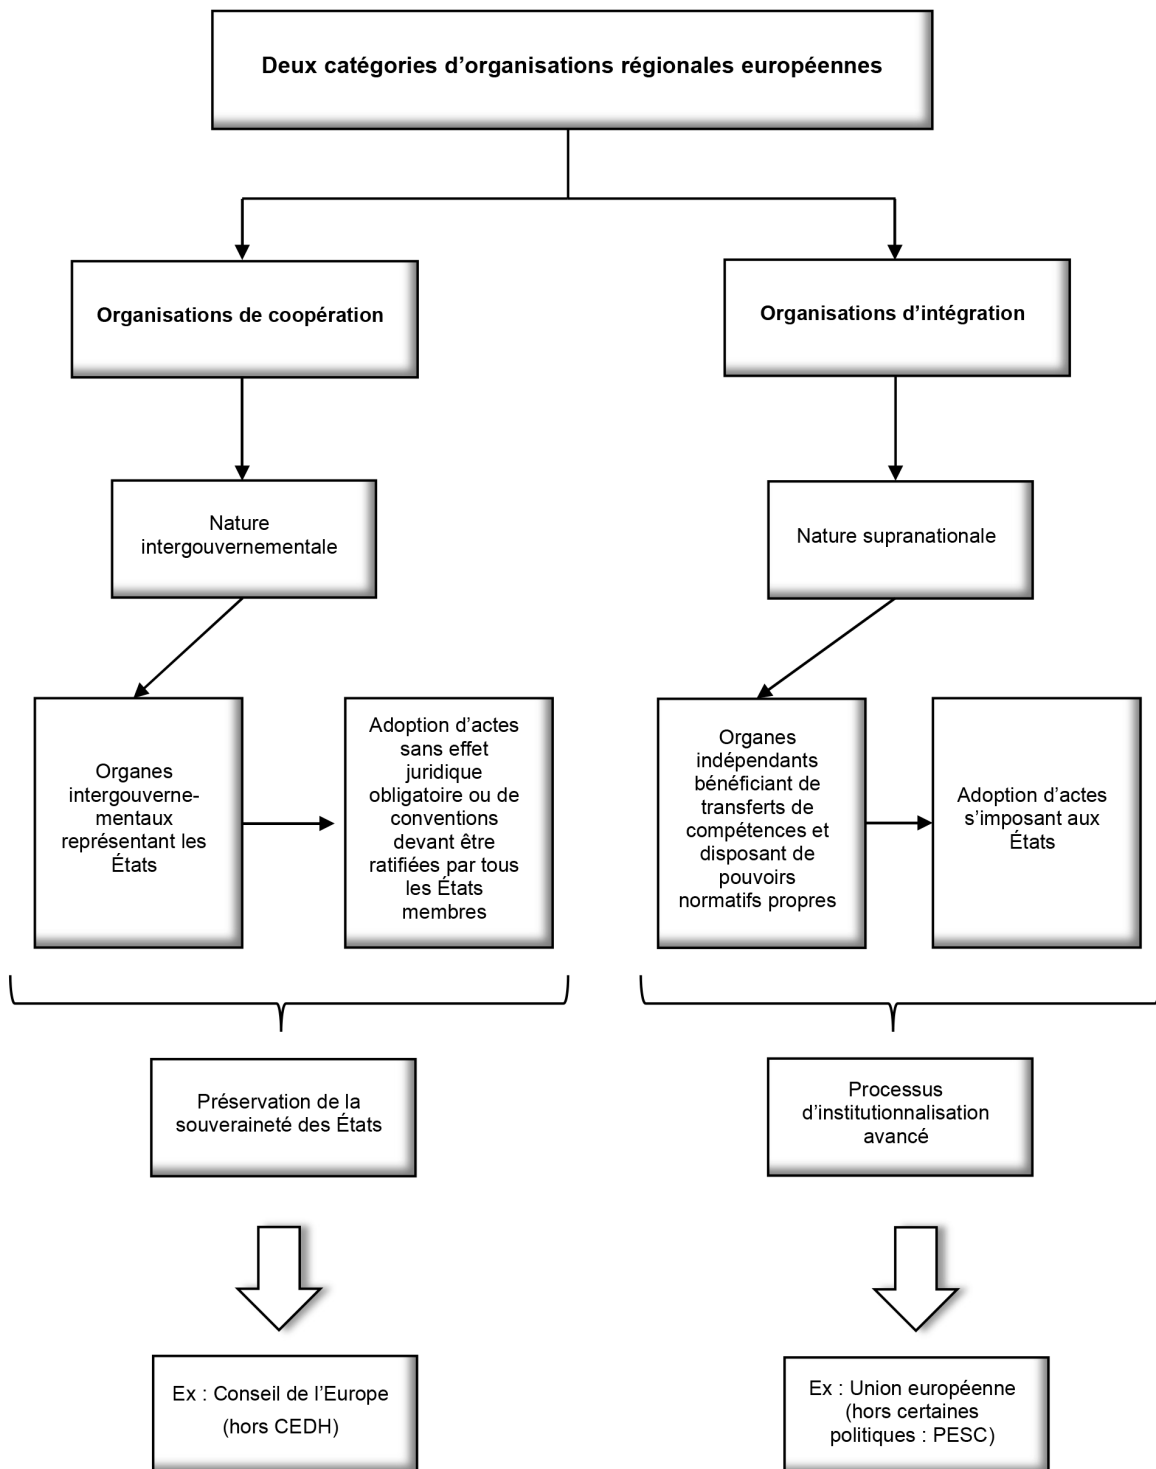 Deux catégories d’organisations régionales européennes
Organisations de coopération
Organisations d’intégration
Nature
intergouvernementale
Nature supranationale
Organes
intergouverne-
mentaux
représentant les
États
Adoption d’actes
sans effet
juridique
obligatoire ou de
conventions
devant être
ratifiées par tous
les États
membres
Organes
indépendants
bénéficiant de
transferts de
compétences et
disposant de
pouvoirs
normatifs propres
Adoption d’actes
s’imposant aux
États
Préservation de la
souveraineté des États
Processus
d’institutionnalisation
avancé
Ex : Conseil de l’Europe
(hors CEDH)
Ex : Union européenne
(hors certaines
politiques : PESC)